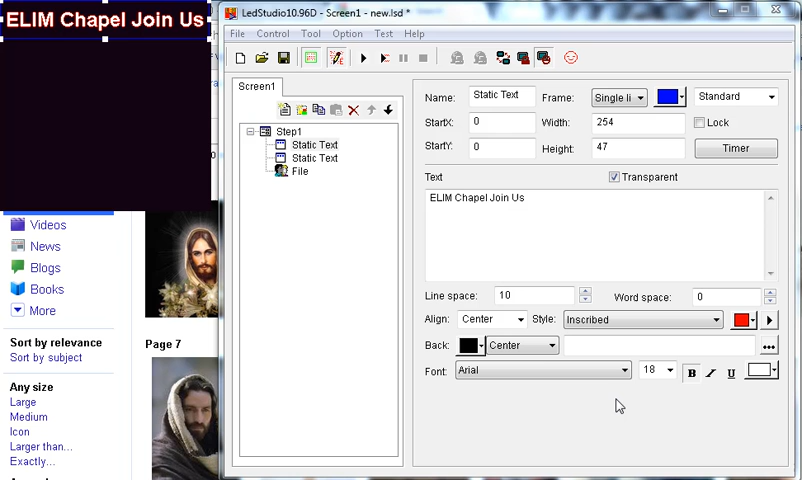 ELIM Chapel Join Us
Videos
News
Blogs
Books
More
Sort by relevance
Sort by subject
Any size
Large
Medium
Icon
Larger than...
Exactly...
Page 7
LedStudio10.96D - Screen1 - new.lsd *
File Control Tool Option Test Help
Screen1
Step1
Static Text
Static Text
File
Name: Static Text Frame: Single li Standard
StartX: 0 Width: 254 Lock
StartY: 0 Height: 47 Timer
Text Transparent
ELIM Chapel Join Us
Line space: 10 Word space: 0
Align: Center Style: Inscribed
Back: Center
Font: Arial 18 B I U